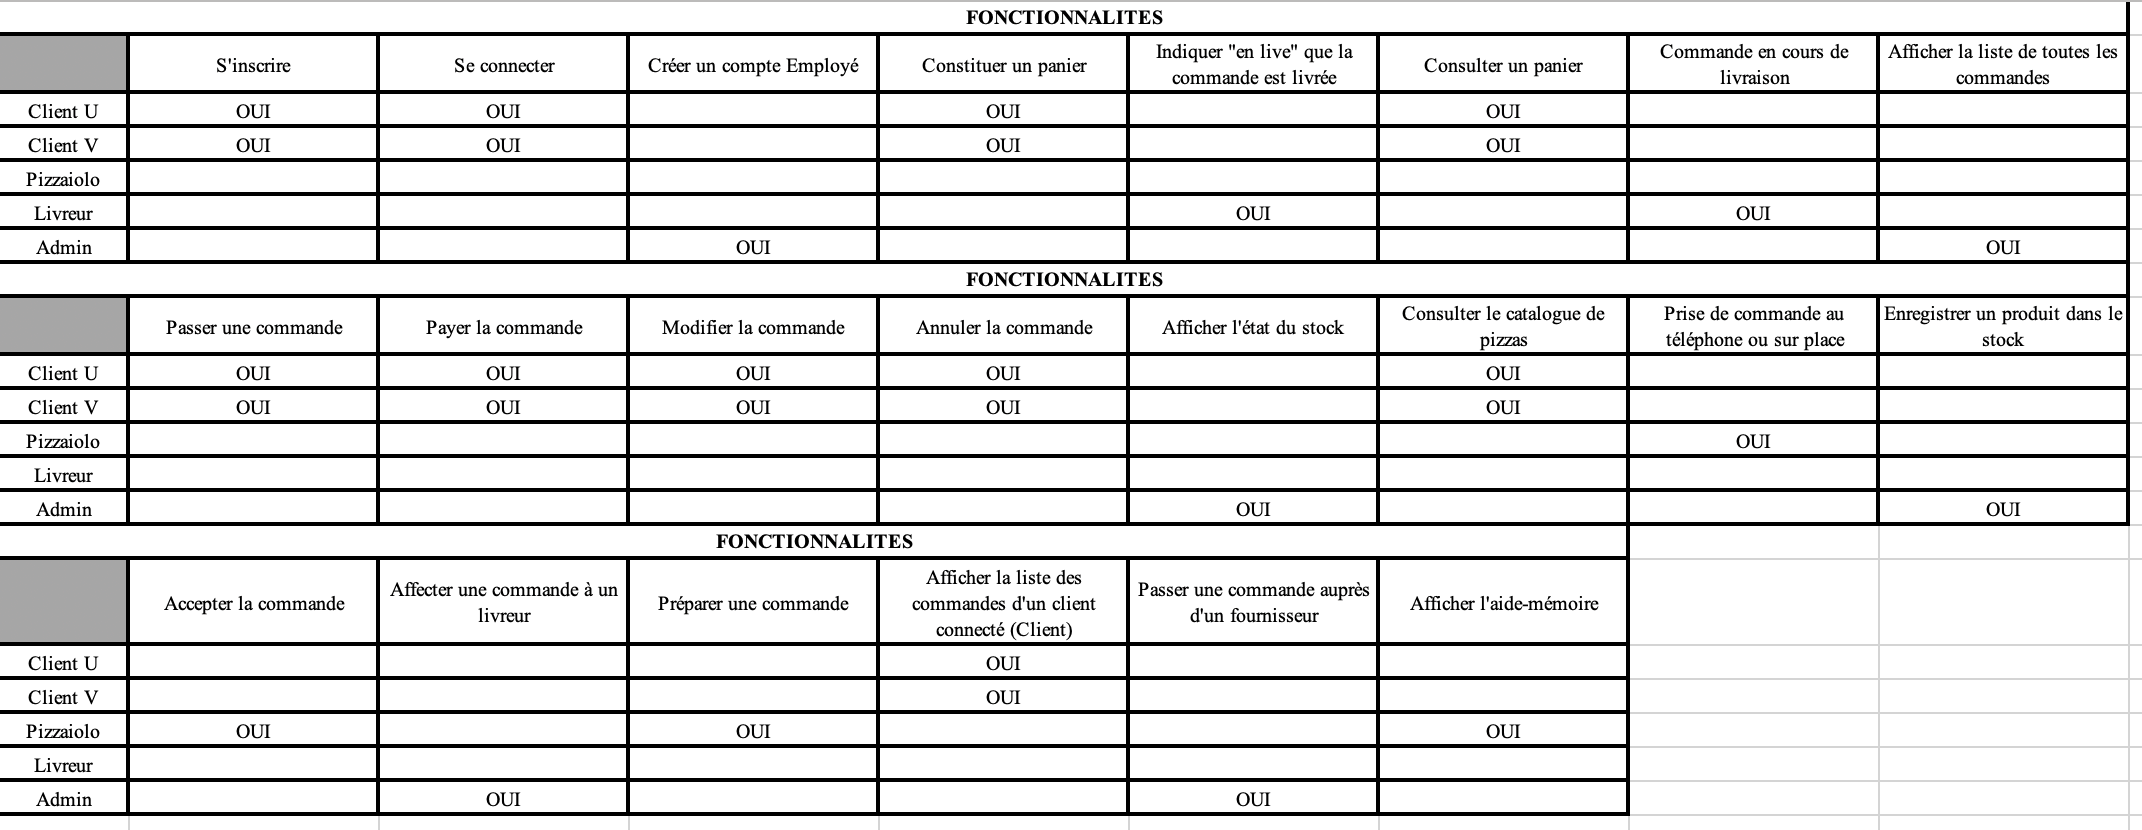 FONCTIONNALITES
S'inscrire Se connecter Créer un compte Employé Constituer un panier Indiquer "en live" que la commande est livrée Consulter un panier Commande en cours de livraison Afficher la liste de toutes les commandes
Client U OUI OUI OUI OUI
Client V OUI OUI OUI OUI
Pizzaiolo
Livreur OUI OUI
Admin OUI OUI
FONCTIONNALITES
Passer une commande Payer la commande Modifier la commande Annuler la commande Afficher l'état du stock Consulter le catalogue de pizzas Prise de commande au téléphone ou sur place Enregistrer un produit dans le stock
Client U OUI OUI OUI OUI OUI
Client V OUI OUI OUI OUI OUI
Pizzaiolo OUI
Livreur
Admin OUI OUI
FONCTIONNALITES
Accepter la commande Affecter une commande à un livreur Préparer une commande Afficher la liste des commandes d'un client connecté (Client) Passer une commande auprès d'un fournisseur Afficher l'aide-mémoire
Client U OUI
Client V OUI
Pizzaiolo OUI OUI OUI
Livreur
Admin OUI OUI